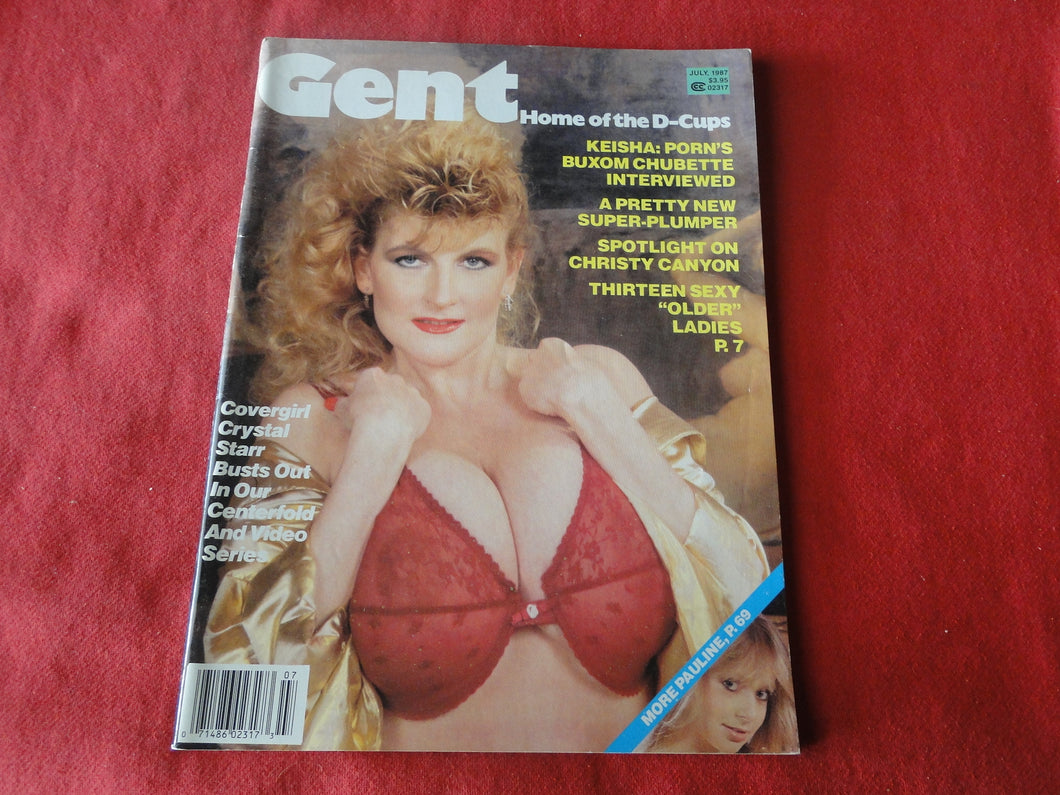 Gent
Home of the D-Cups
JULY, 1987
$3.95
02317
KEISHA: PORN'S
BUXOM CHUBETTE
INTERVIEWED
A PRETTY NEW
SUPER-PLUMPER
SPOTLIGHT ON
CHRISTY CANYON
THIRTEEN SEXY
"OLDER"
LADIES
P. 7
Covergirl
Crystal
Starr
Busts Out
In Our
Centerfold
And Video
Series
MORE PAULINE, P. 69
07
0 71486 02317 3